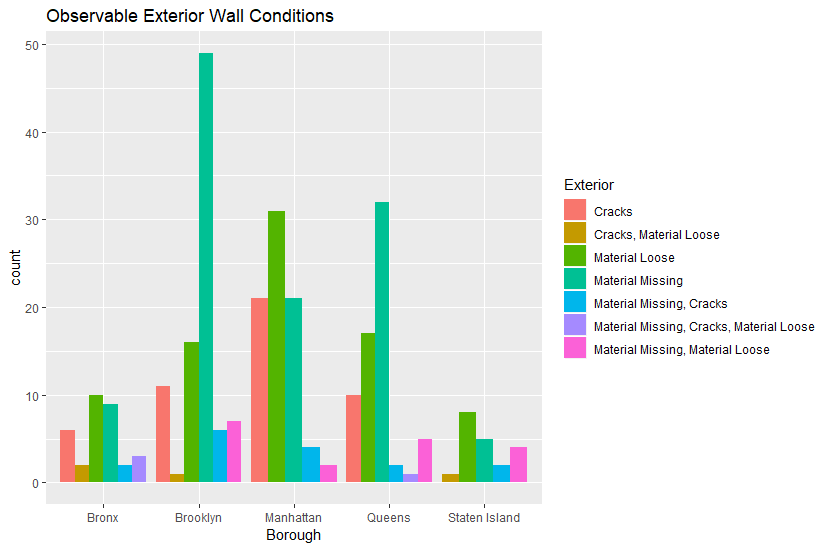 Observable Exterior Wall Conditions
50
40
30
20
10
0
count
Bronx
Brooklyn
Manhattan
Queens
Staten Island
Borough
Exterior
Cracks
Cracks, Material Loose
Material Loose
Material Missing
Material Missing, Cracks
Material Missing, Cracks, Material Loose
Material Missing, Material Loose